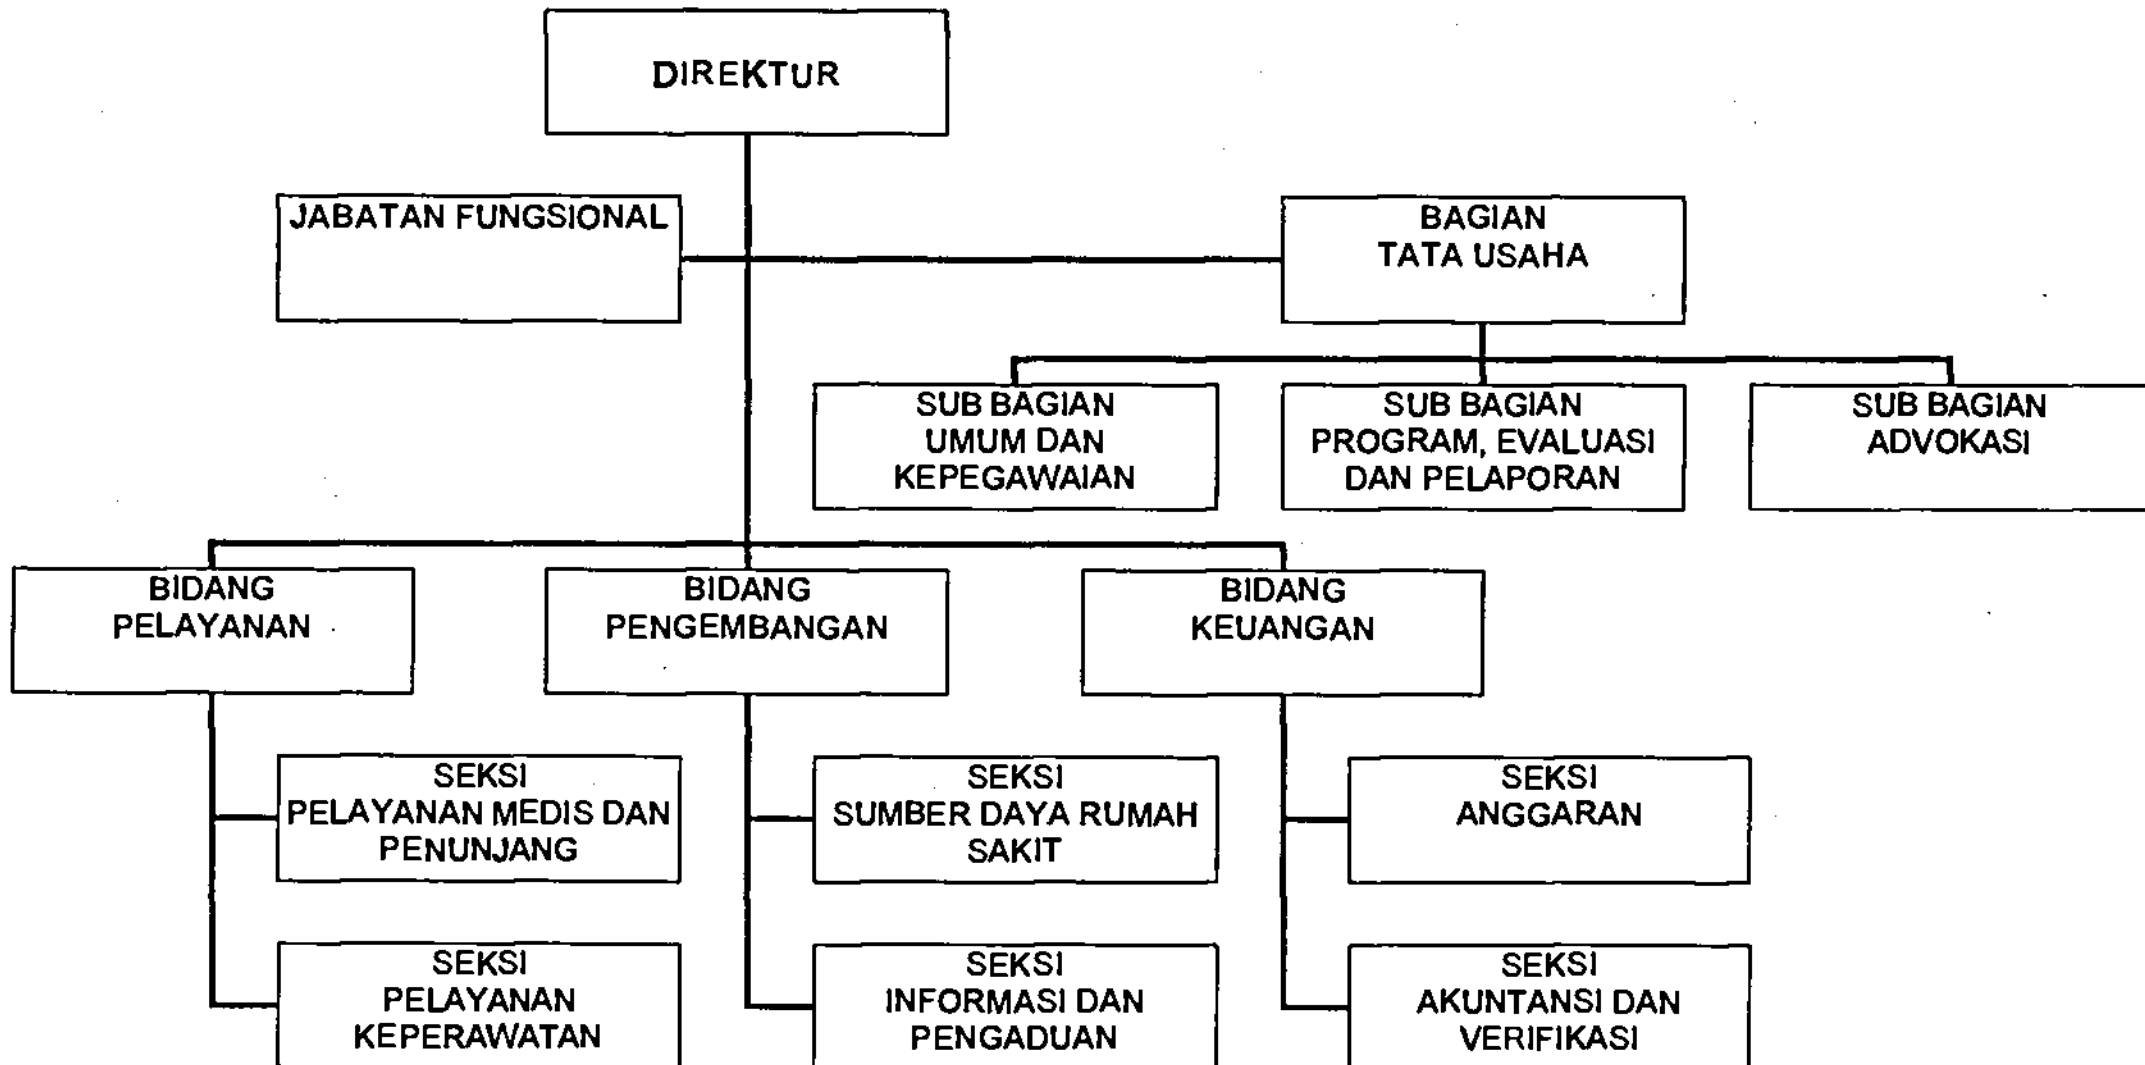 DIREKTUR
JABATAN FUNGSIONAL
BAGIAN
TATA USAHA
SUB BAGIAN
UMUM DAN
KEPEGAWAIAN
SUB BAGIAN
PROGRAM, EVALUASI
DAN PELAPORAN
SUB BAGIAN
ADVOKASI
BIDANG
PELAYANAN
BIDANG
PENGEMBANGAN
BIDANG
KEUANGAN
SEKSI
PELAYANAN MEDIS DAN
PENUNJANG
SEKSI
SUMBER DAYA RUMAH
SAKIT
SEKSI
ANGGARAN
SEKSI
PELAYANAN
KEPERAWATAN
SEKSI
INFORMASI DAN
PENGADUAN
SEKSI
AKUNTANSI DAN
VERIFIKASI